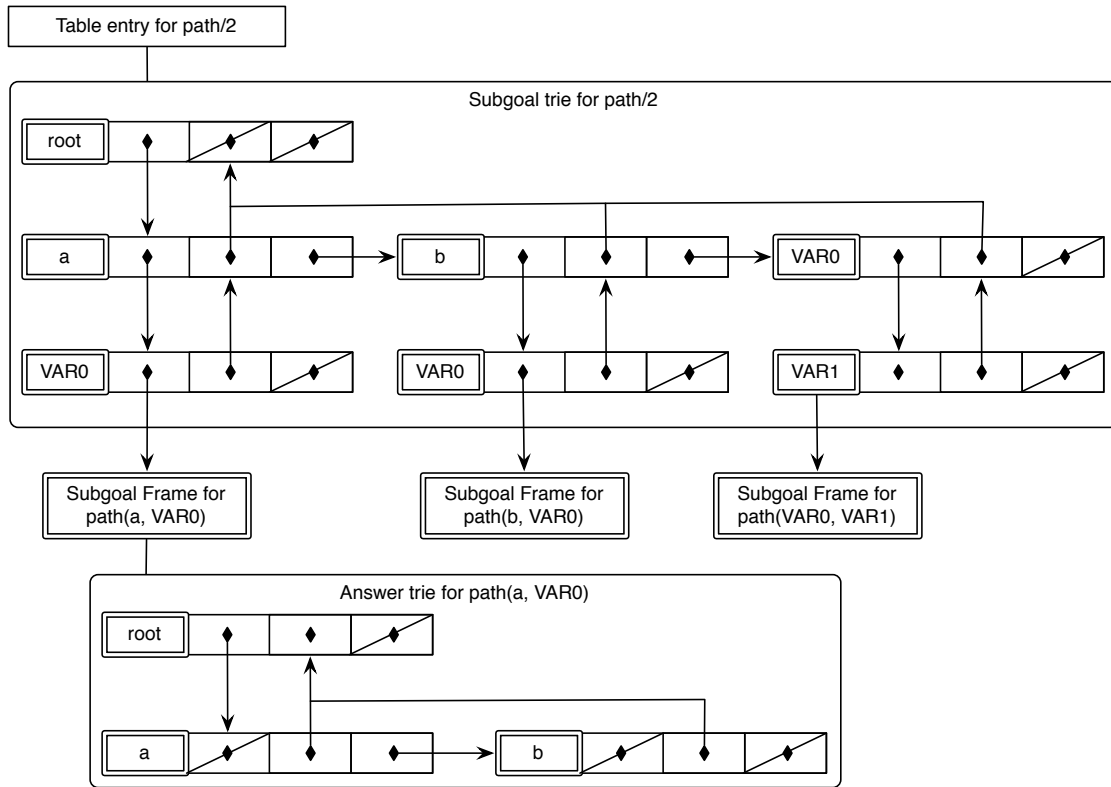 Table entry for path/2
Subgoal trie for path/2
root
a
b
VAR0
VAR0
VAR0
VAR1
Subgoal Frame for
path(a, VAR0)
Subgoal Frame for
path(b, VAR0)
Subgoal Frame for
path(VAR0, VAR1)
Answer trie for path(a, VAR0)
root
a
b